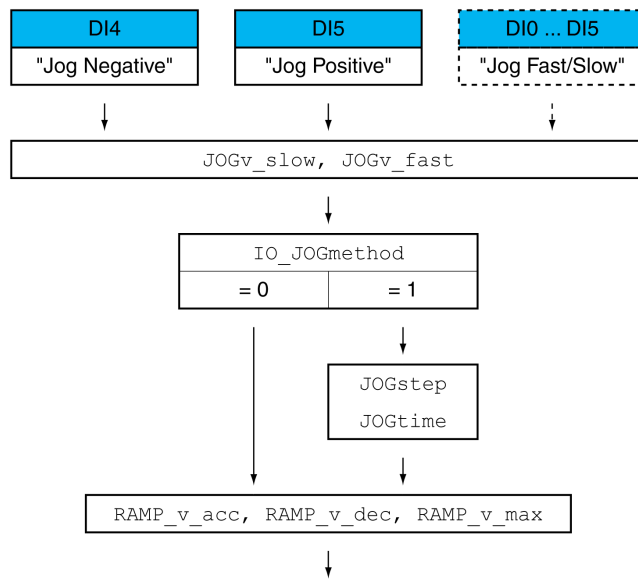 DI4
DI5
DI0 ... DI5
"Jog Negative"
"Jog Positive"
"Jog Fast/Slow"
JOGv_slow, JOGv_fast
IO_JOGmethod
= 0
= 1
JOGstep
JOGtime
RAMP_v_acc, RAMP_v_dec, RAMP_v_max